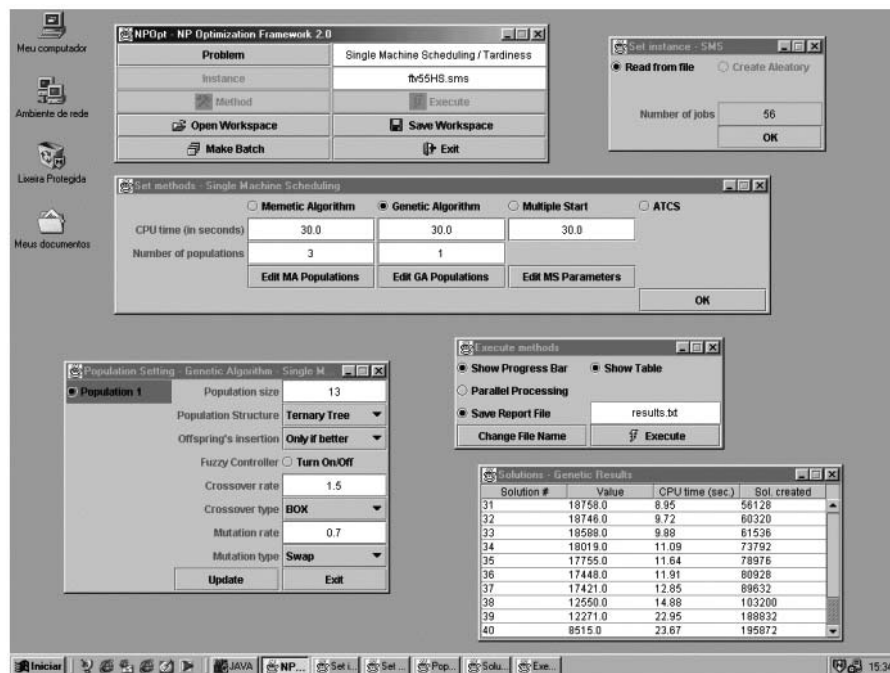 Meu computador
Ambiente de rede
Lixeira Protegida
Meus documentos
NPOpt - NP Optimization Framework 2.0
Problem
Single Machine Scheduling / Tardiness
Instance
ftv55HS.sms
Method
Execute
Open Workspace
Save Workspace
Make Batch
Exit
Set instance - SMS
Read from file
Create Aleatory
Number of jobs
56
OK
Set methods - Single Machine Scheduling
Memetic Algorithm
Genetic Algorithm
Multiple Start
ATCS
CPU time (in seconds)
30.0
30.0
30.0
Number of populations
3
1
Edit MA Populations
Edit GA Populations
Edit MS Parameters
OK
Population Setting - Genetic Algorithm - Single M...
Population 1
Population size
13
Population Structure
Ternary Tree
Offspring's insertion
Only if better
Fuzzy Controller
Turn On/Off
Crossover rate
1.5
Crossover type
BOX
Mutation rate
0.7
Mutation type
Swap
Update
Exit
Execute methods
Show Progress Bar
Show Table
Parallel Processing
Save Report File
results.txt
Change File Name
Execute
Solutions - Genetic Results
Solution # Value CPU time (sec.) Sol. created
31 18758.0 8.95 56128
32 18746.0 9.72 60320
33 18588.0 9.88 61536
34 18019.0 11.09 73792
35 17755.0 11.64 78976
36 17448.0 11.91 80928
37 17421.0 12.85 89632
38 12550.0 14.88 103200
39 12271.0 22.95 188832
40 8515.0 23.67 195872
Iniciar
JAVA
NP...
Set i...
Set ...
Pop...
Solu...
Exe...
15:34